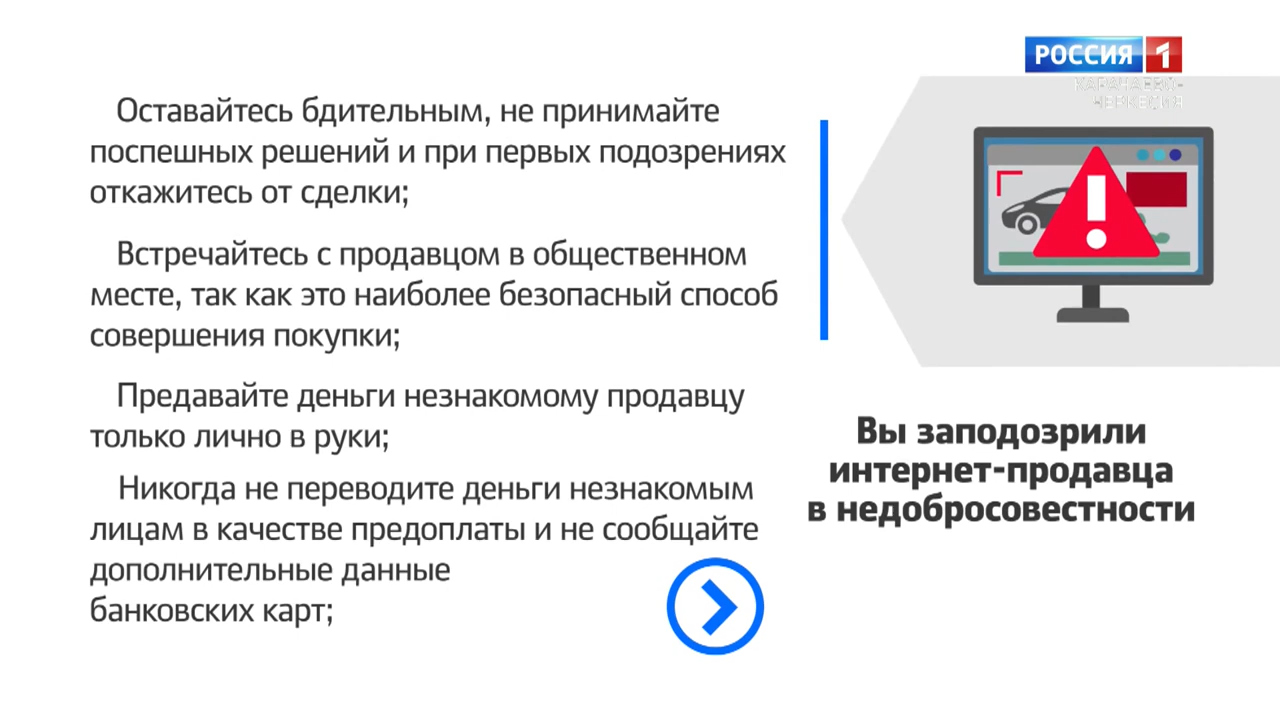 РОССИЯ 1
КАРАЧАЕВО-
ЧЕРКЕСИЯ
Оставайтесь бдительным, не принимайте
поспешных решений и при первых подозрениях
откажитесь от сделки;
Встречайтесь с продавцом в общественном
месте, так как это наиболее безопасный способ
совершения покупки;
Предавайте деньги незнакомому продавцу
только лично в руки;
Никогда не переводите деньги незнакомым
лицам в качестве предоплаты и не сообщайте
дополнительные данные
банковских карт;
Вы заподозрили
интернет-продавца
в недобросовестности